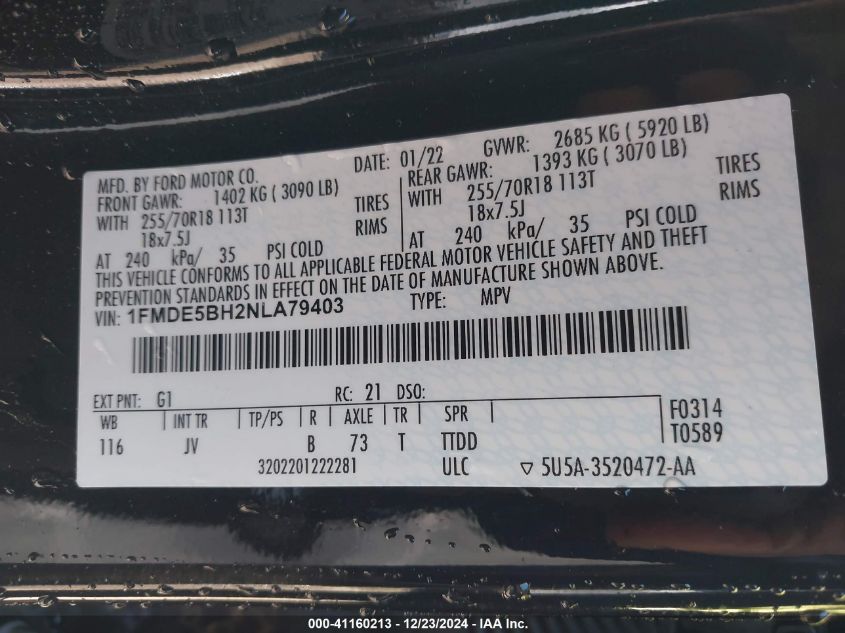 MFD. BY FORD MOTOR CO. DATE: 01/22 GVWR: 2685 KG ( 5920 LB)
FRONT GAWR: 1402 KG ( 3090 LB)
WITH 255/70R18 113T TIRES
18x7.5J RIMS
AT 240 kPa/ 35 PSI COLD
REAR GAWR: 1393 KG ( 3070 LB)
WITH 255/70R18 113T TIRES
18x7.5J RIMS
AT 240 kPa/ 35 PSI COLD
THIS VEHICLE CONFORMS TO ALL APPLICABLE FEDERAL MOTOR VEHICLE SAFETY AND THEFT
PREVENTION STANDARDS IN EFFECT ON THE DATE OF MANUFACTURE SHOWN ABOVE.
VIN: 1FMDE5BH2NLA79403 TYPE: MPV
EXT PNT: G1 RC: 21 DSO:
WB INT TR TP/PS R AXLE TR SPR
116 JV B 73 T TTDD
F0314
T0589
3202201222281 ULC ▽ 5U5A-3520472-AA
000-41160213 - 12/23/2024 - IAA Inc.